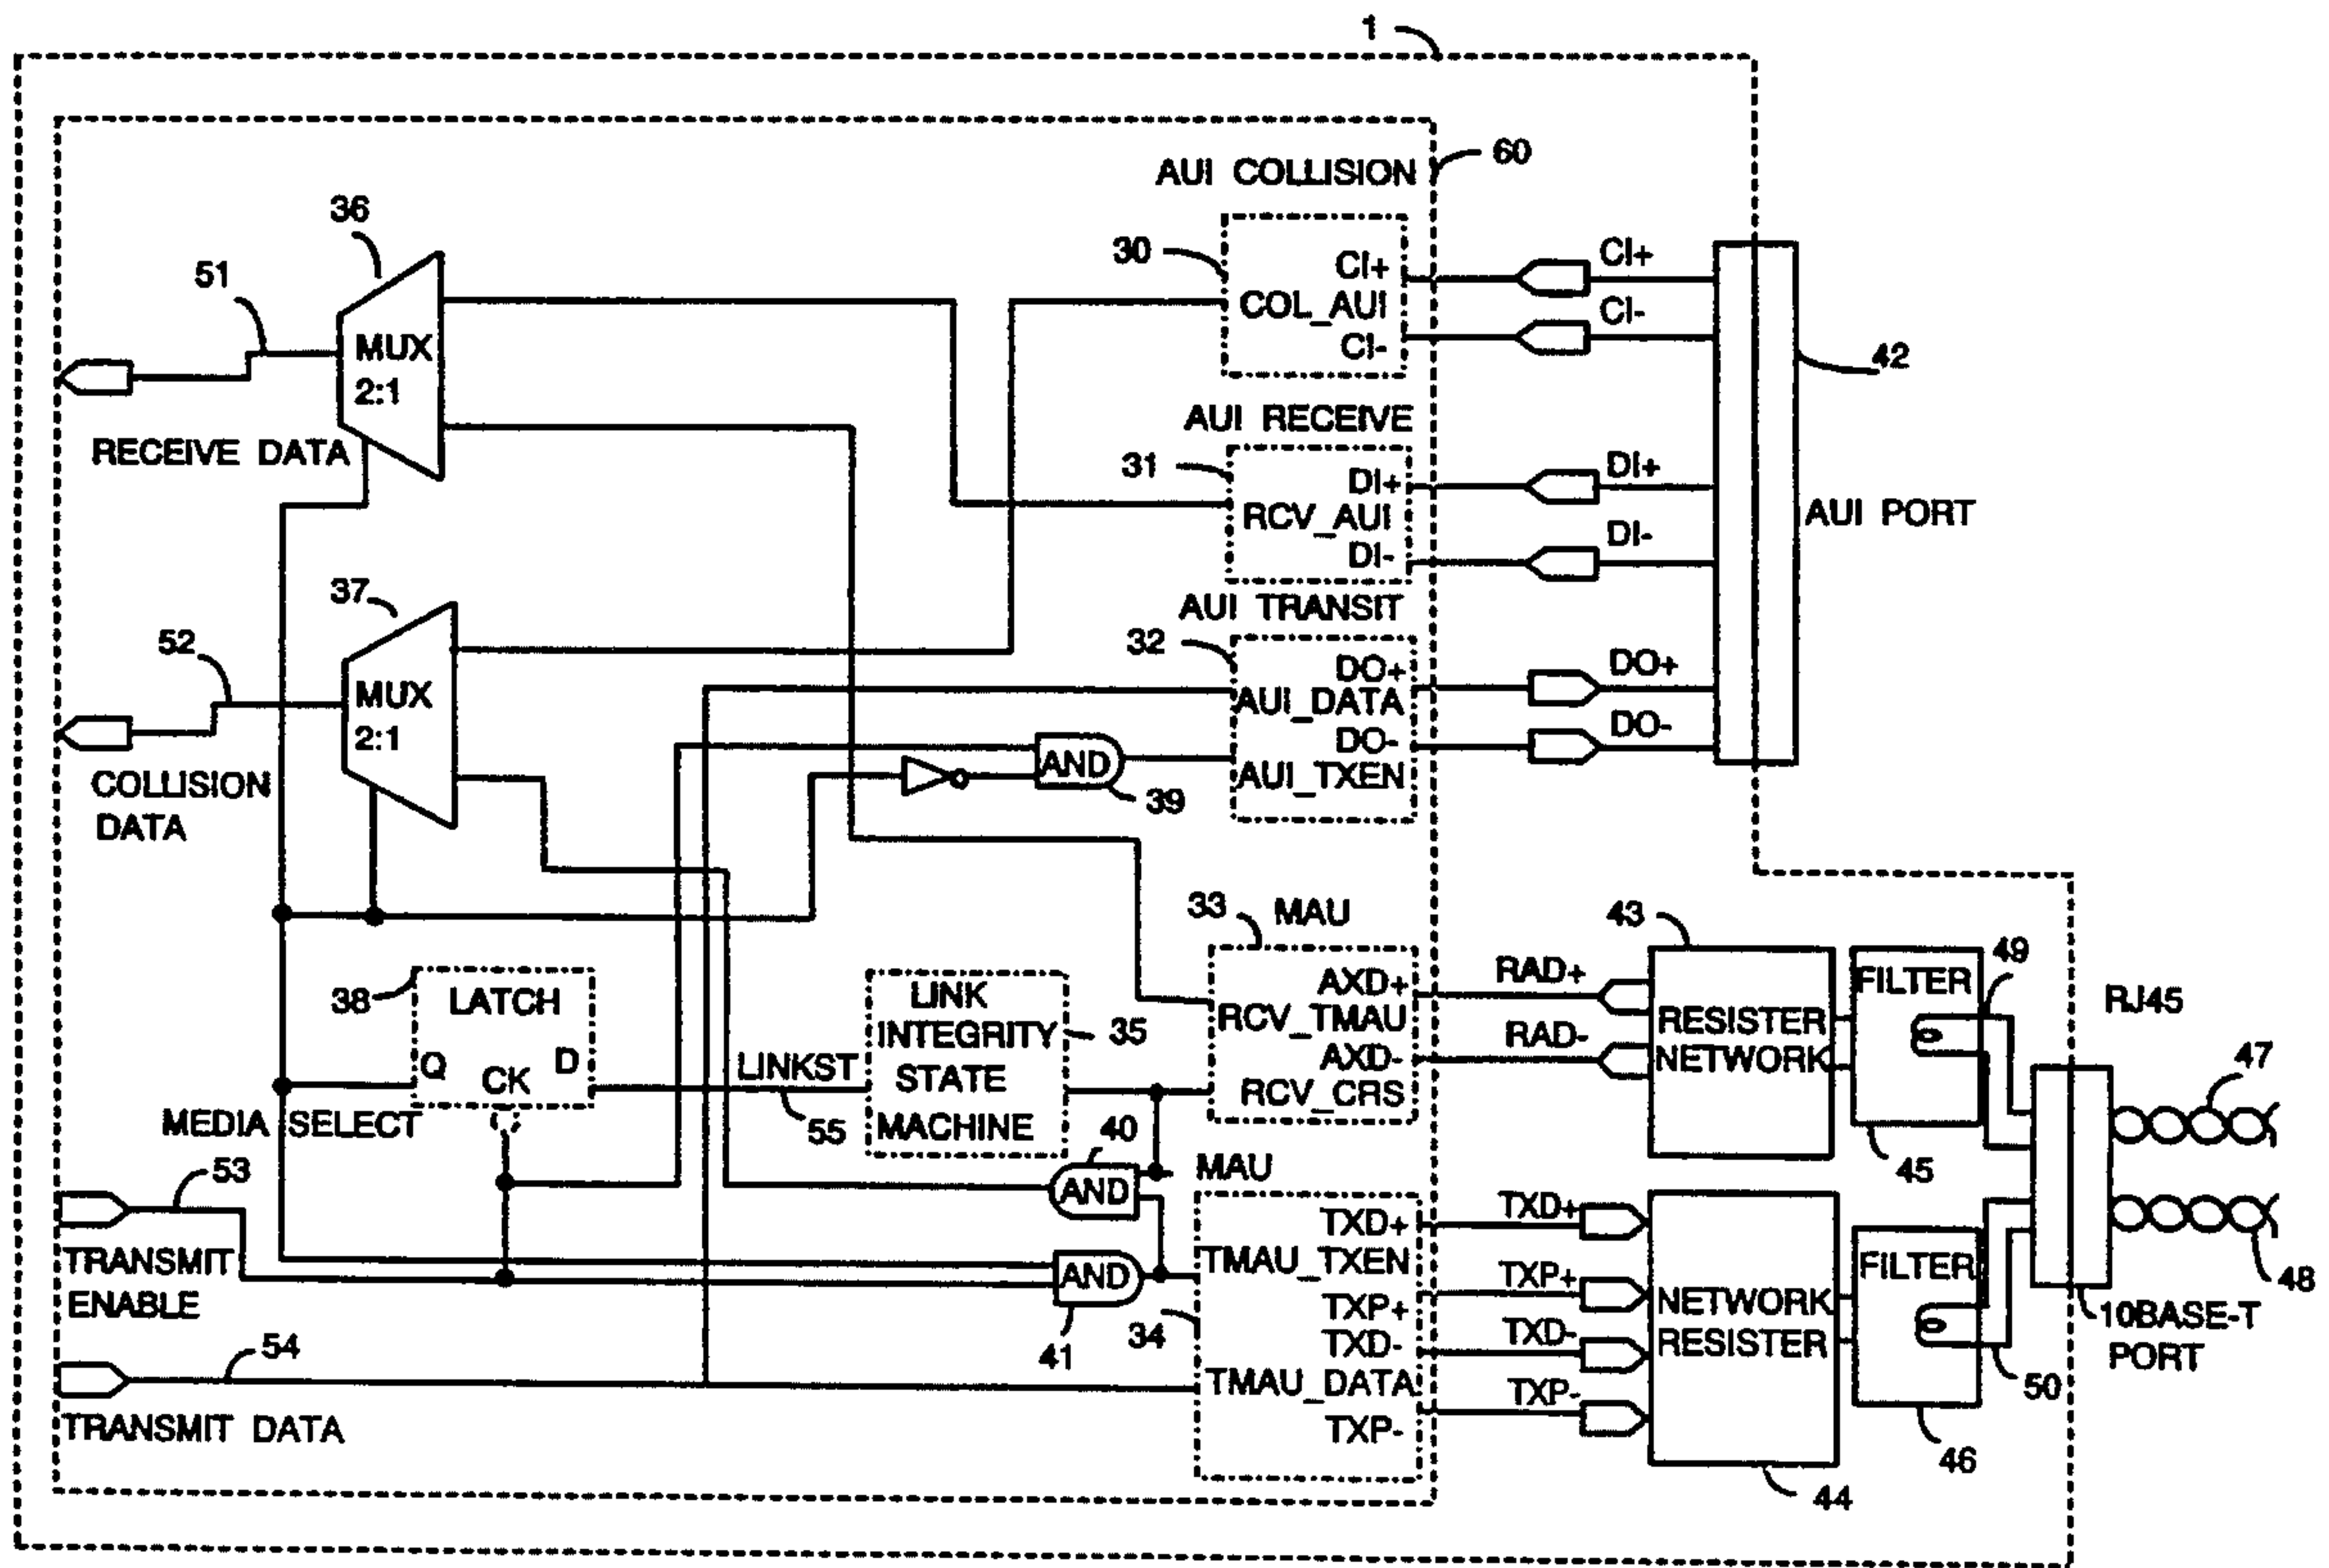 1
60
AUI COLLISION
36
30
CI+
COL_AUI
CI-
CI+
CI-
51
MUX
2:1
42
RECEIVE DATA
AUI RECEIVE
31
DI+
RCV_AUI
DI-
DI+
DI-
AUI PORT
37
AUI TRANSIT
52
32
DO+
AUI_DATA
DO-
AUI_TXEN
DO+
DO-
MUX
2:1
AND
39
COLLISION
DATA
33
MAU
43
49
38
LATCH
Q
CK
D
LINK
INTEGRITY
STATE
MACHINE
35
AXD+
RCV_TMAU
AXD-
RCV_CRS
RAD+
RAD-
RESISTER
NETWORK
FILTER
RJ45
LINKST
55
47
MEDIA SELECT
40
45
53
AND
MAU
TRANSMIT
ENABLE
AND
41
34
TXD+
TMAU_TXEN
TXP+
TXD-
TMAU_DATA
TXP-
TXD+
TXP+
TXD-
TXP-
NETWORK
RESISTER
FILTER
48
10BASE-T
PORT
54
50
TRANSMIT DATA
46
44